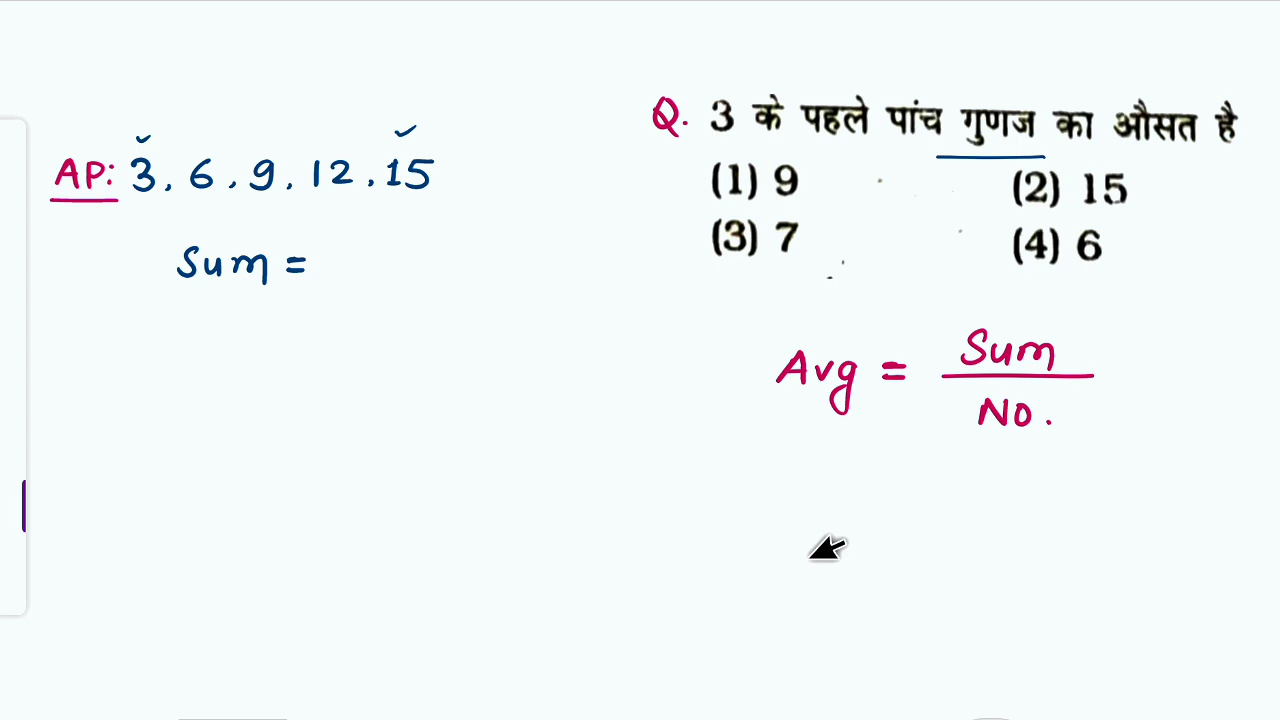 AP: 3, 6, 9, 12, 15
Sum =
Q. 3 के पहले पांच गुणज का औसत है
(1) 9 (2) 15
(3) 7 (4) 6
Avg = Sum
No.